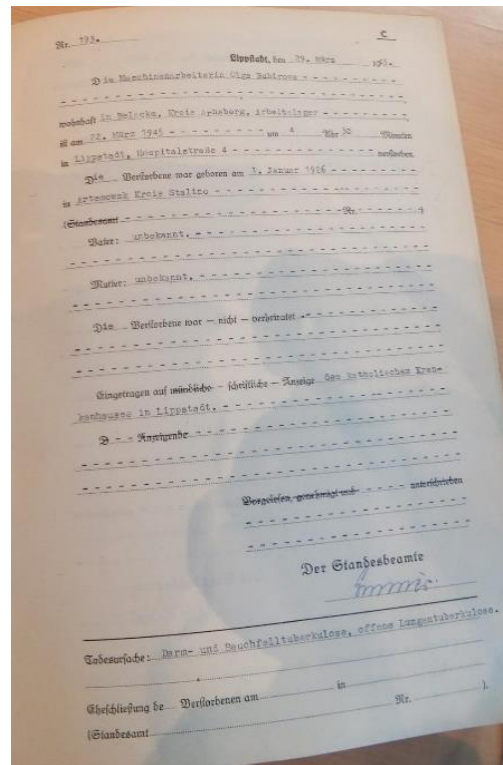 Nr. 193. C
Lippstadt, den 29. März 1945.
Die Maschinenarbeiterin Olga Bubirowa - - - - - - - - - -
wohnhaft in Belecke, Kreis Arnsberg, Arbeitslager - - - - - - -
ist am 22. März 1945 - - - - - - - - - um 4 Uhr 30 Minuten
in Lippstadt, Hospitalstraße 4 - - - - - - - - - - verstorben.
Die Verstorbene war geboren am 3. Januar 1926 - - - - - - - -
in Artemowsk Kreis Stalino - - - - - - - - - - - - - -
(Standesamt - - - - - - - - - - - - - - - Nr. - - - - - -)
Vater: unbekannt. - - - - - - - - - - - - - - - - - -
Mutter: unbekannt. - - - - - - - - - - - - - - - - - -
Die Verstorbene war – nicht – verheiratet - - - - - - - - - -
Eingetragen auf mündliche – schriftliche – Anzeige des katholischen Kran-
kenhauses in Lippstadt. - - - - - - - - - - - - - - - -
D - - Anzeigende - - - - - - - - - - - - - - - - - -
Vorgelesen, genehmigt und - - - - - unterschrieben
Der Standesbeamte
Todesursache: Darm- und Bauchfelltuberkulose, offene Lungentuberkulose.
Eheschließung de Verstorbenen am in
(Standesamt Nr. ).